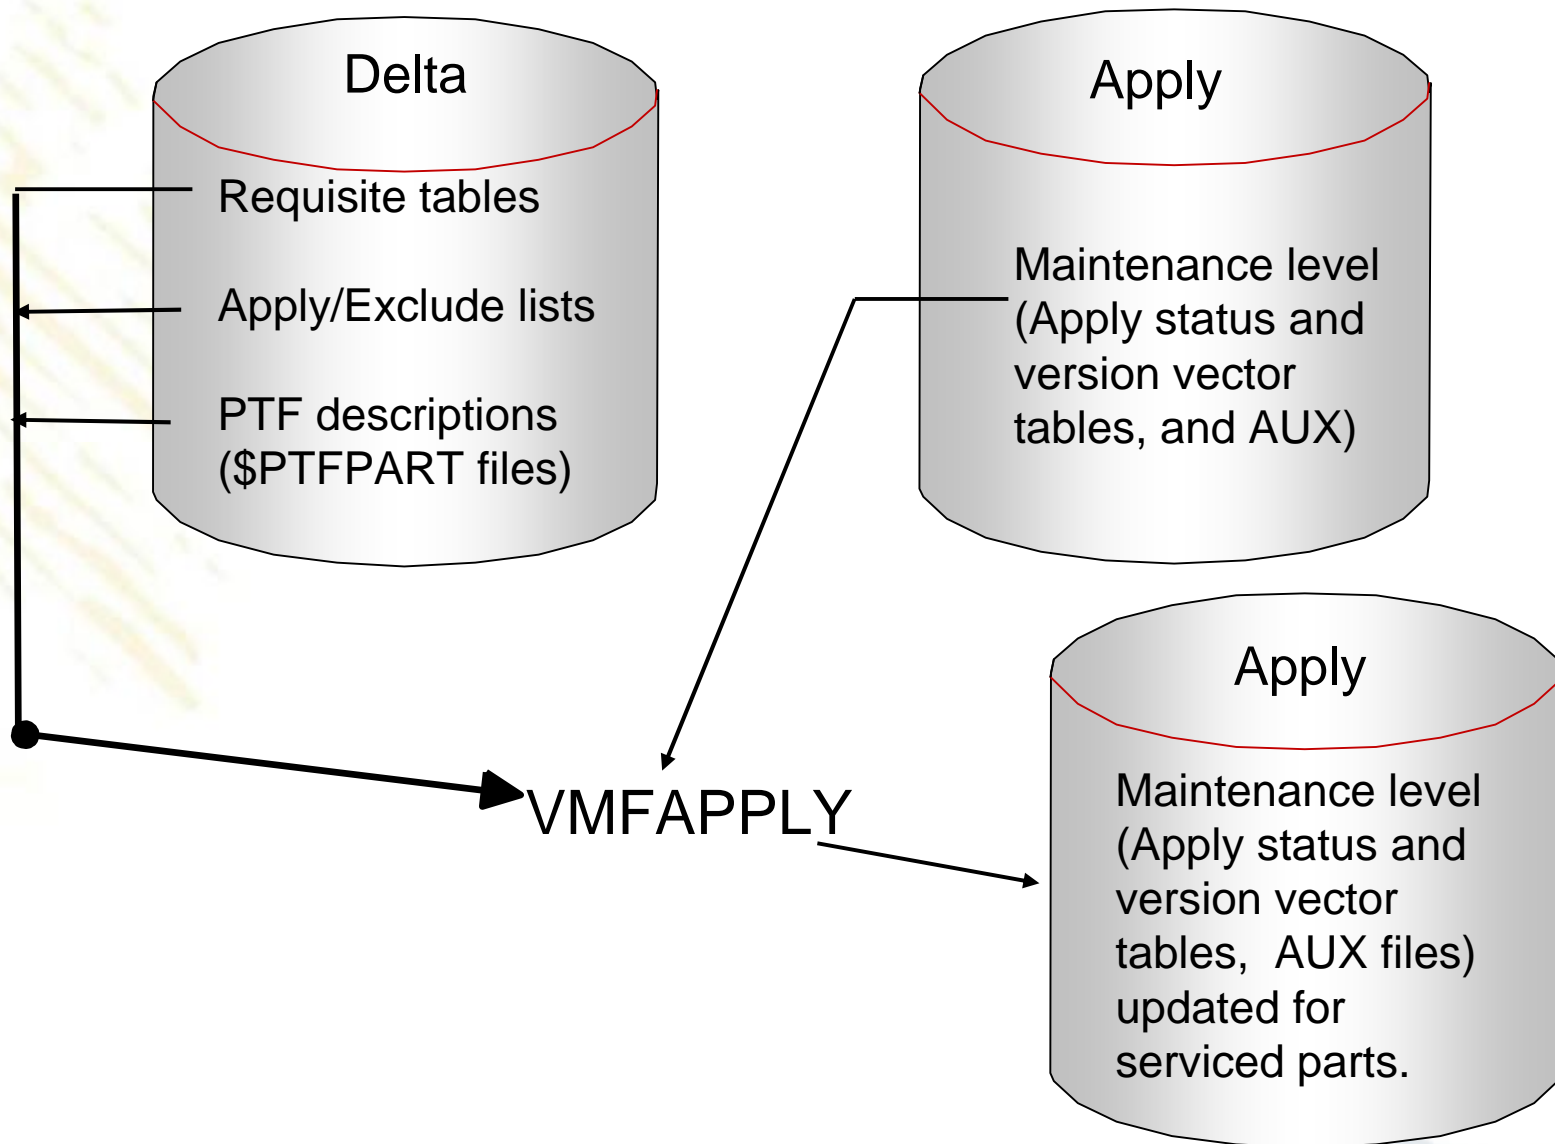 Delta
Requisite tables
Apply/Exclude lists
PTF descriptions
($PTFPART files)
Apply
Maintenance level
(Apply status and
version vector
tables, and AUX)
VMFAPPLY
Apply
Maintenance level
(Apply status and
version vector
tables,  AUX files)
updated for
serviced parts.